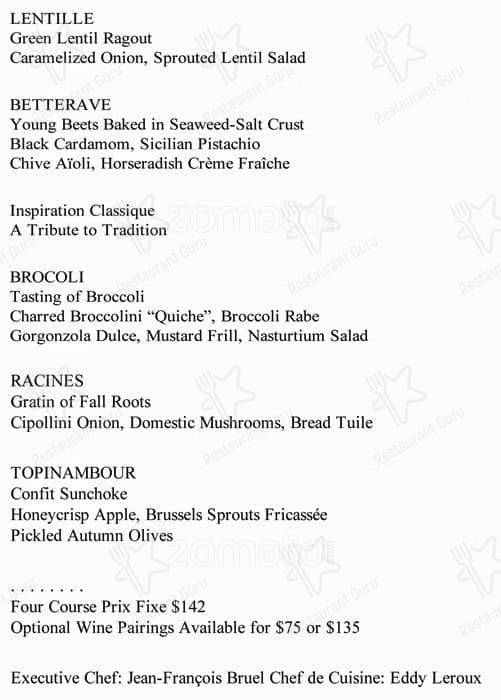 LENTILLE
Green Lentil Ragout
Caramelized Onion, Sprouted Lentil Salad
BETTERAVE
Young Beets Baked in Seaweed-Salt Crust
Black Cardamom, Sicilian Pistachio
Chive Aïoli, Horseradish Crème Fraîche
Inspiration Classique
A Tribute to Tradition
BROCOLI
Tasting of Broccoli
Charred Broccolini “Quiche”, Broccoli Rabe
Gorgonzola Dulce, Mustard Frill, Nasturtium Salad
RACINES
Gratin of Fall Roots
Cipollini Onion, Domestic Mushrooms, Bread Tuile
TOPINAMBOUR
Confit Sunchoke
Honeycrisp Apple, Brussels Sprouts Fricassée
Pickled Autumn Olives
. . . . . . . .
Four Course Prix Fixe $142
Optional Wine Pairings Available for $75 or $135
Executive Chef: Jean-François Bruel Chef de Cuisine: Eddy Leroux
zomato
Restaurant Guru